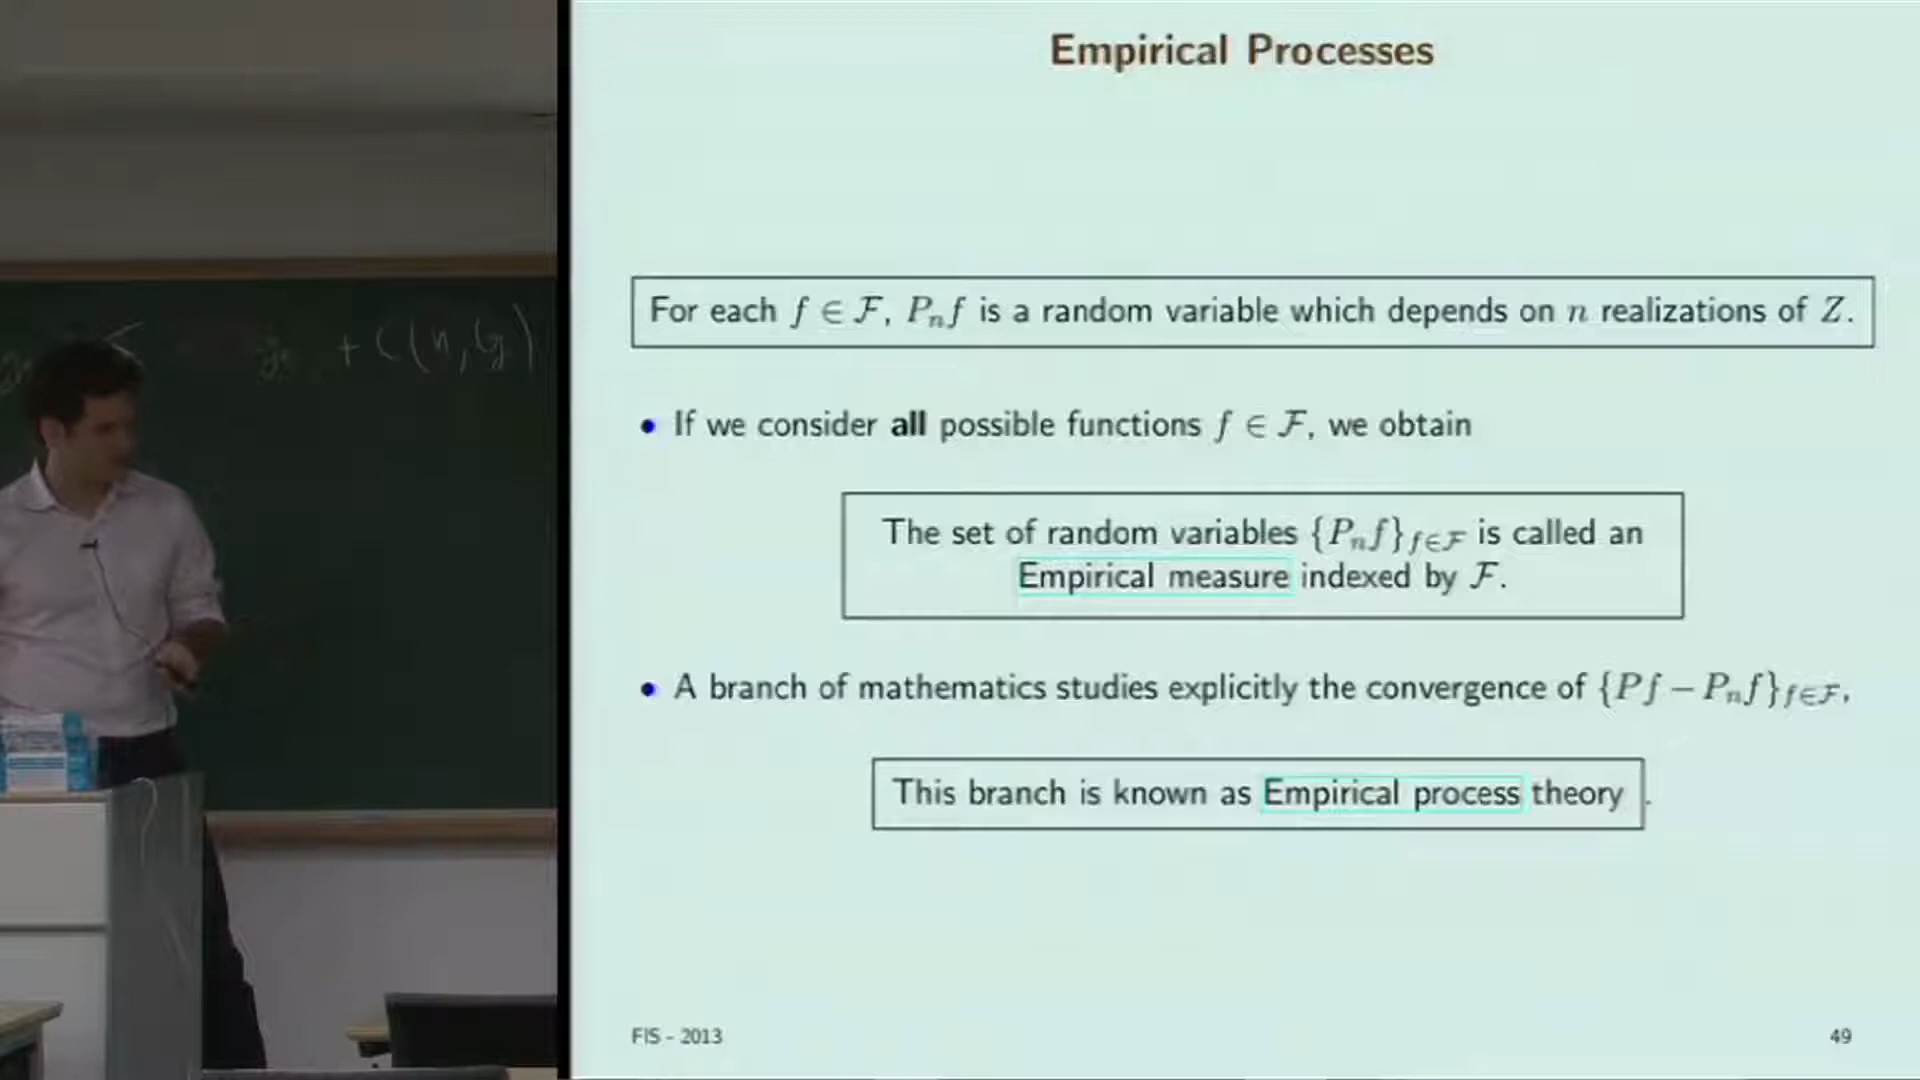 Empirical Processes
+ C(n, G)
For each f ∈ ℱ, Pₙf is a random variable which depends on n realizations of Z.
• If we consider all possible functions f ∈ ℱ, we obtain
The set of random variables {Pₙf}f∈ℱ is called an
Empirical measure indexed by ℱ.
• A branch of mathematics studies explicitly the convergence of {Pf − Pₙf}f∈ℱ,
This branch is known as Empirical process theory.
FIS - 2013
49